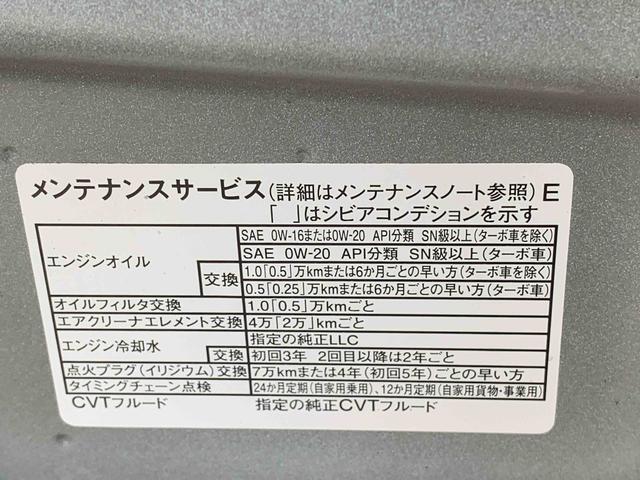 メンテナンスサービス(詳細はメンテナンスノート参照) E
「 」はシビアコンデションを示す
エンジンオイル
SAE 0W-16または0W-20 API分類 SN級以上(ターボ車を除く)
SAE 0W-20 API分類 SN級以上(ターボ車)
交換 1.0「0.5」万kmまたは6か月ごとの早い方(ターボ車を除く)
0.5「0.25」万kmまたは6か月ごとの早い方(ターボ車)
オイルフィルタ交換 1.0「0.5」万kmごと
エアクリーナエレメント交換 4万「2万」kmごと
エンジン冷却水 指定の純正LLC
交換 初回3年 2回目以降は2年ごと
点火プラグ(イリジウム) 交換 7万kmまたは4年(初回5年)ごとの早い方
タイミングチェーン点検 24か月定期(自家用乗用)、12か月定期(自家用貨物・事業用)
CVTフルード 指定の純正CVTフルード